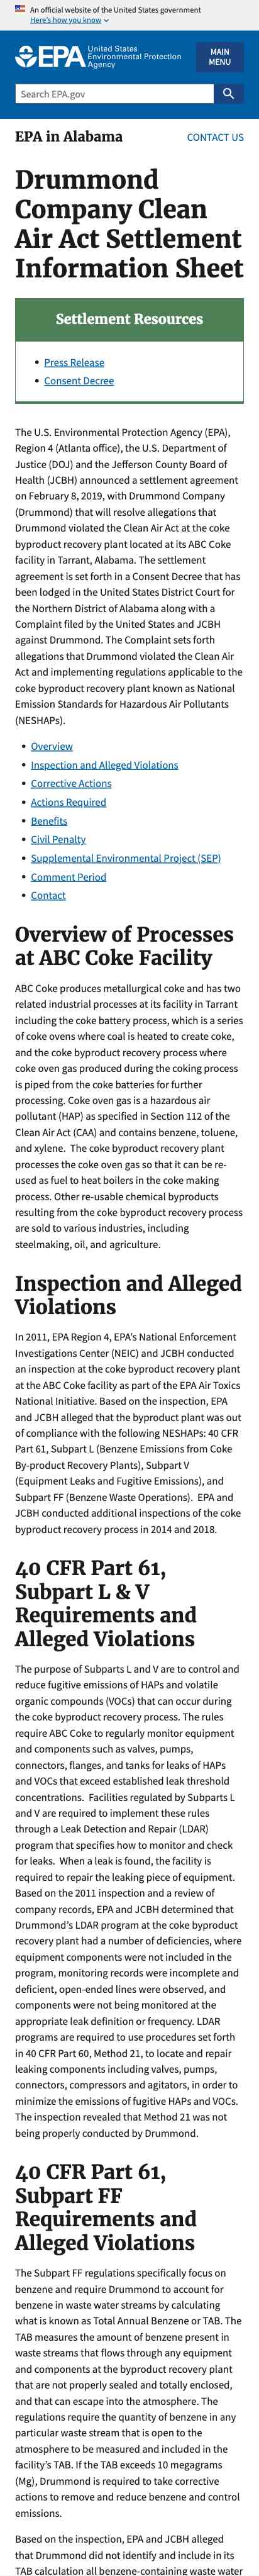 An official website of the United States government
Here's how you know
EPA
United States
Environmental Protection
Agency
MAIN
MENU
Search EPA.gov
EPA in Alabama
CONTACT US
Drummond
Company Clean
Air Act Settlement
Information Sheet
Settlement Resources
• Press Release
• Consent Decree
The U.S. Environmental Protection Agency (EPA),
Region 4 (Atlanta office), the U.S. Department of
Justice (DOJ) and the Jefferson County Board of
Health (JCBH) announced a settlement agreement
on February 8, 2019, with Drummond Company
(Drummond) that will resolve allegations that
Drummond violated the Clean Air Act at the coke
byproduct recovery plant located at its ABC Coke
facility in Tarrant, Alabama. The settlement
agreement is set forth in a Consent Decree that has
been lodged in the United States District Court for
the Northern District of Alabama along with a
Complaint filed by the United States and JCBH
against Drummond. The Complaint sets forth
allegations that Drummond violated the Clean Air
Act and implementing regulations applicable to the
coke byproduct recovery plant known as National
Emission Standards for Hazardous Air Pollutants
(NESHAPs).
• Overview
• Inspection and Alleged Violations
• Corrective Actions
• Actions Required
• Benefits
• Civil Penalty
• Supplemental Environmental Project (SEP)
• Comment Period
• Contact
Overview of Processes
at ABC Coke Facility
ABC Coke produces metallurgical coke and has two
related industrial processes at its facility in Tarrant
including the coke battery process, which is a series
of coke ovens where coal is heated to create coke,
and the coke byproduct recovery process where
coke oven gas produced during the coking process
is piped from the coke batteries for further
processing. Coke oven gas is a hazardous air
pollutant (HAP) as specified in Section 112 of the
Clean Air Act (CAA) and contains benzene, toluene,
and xylene.  The coke byproduct recovery plant
processes the coke oven gas so that it can be re-
used as fuel to heat boilers in the coke making
process. Other re-usable chemical byproducts
resulting from the coke byproduct recovery process
are sold to various industries, including
steelmaking, oil, and agriculture.
Inspection and Alleged
Violations
In 2011, EPA Region 4, EPA's National Enforcement
Investigations Center (NEIC) and JCBH conducted
an inspection at the coke byproduct recovery plant
at the ABC Coke facility as part of the EPA Air Toxics
National Initiative. Based on the inspection, EPA
and JCBH alleged that the byproduct plant was out
of compliance with the following NESHAPs: 40 CFR
Part 61, Subpart L (Benzene Emissions from Coke
By-product Recovery Plants), Subpart V
(Equipment Leaks and Fugitive Emissions), and
Subpart FF (Benzene Waste Operations).  EPA and
JCBH conducted additional inspections of the coke
byproduct recovery process in 2014 and 2018.
40 CFR Part 61,
Subpart L & V
Requirements and
Alleged Violations
The purpose of Subparts L and V are to control and
reduce fugitive emissions of HAPs and volatile
organic compounds (VOCs) that can occur during
the coke byproduct recovery process. The rules
require ABC Coke to regularly monitor equipment
and components such as valves, pumps,
connectors, flanges, and tanks for leaks of HAPs
and VOCs that exceed established leak threshold
concentrations.  Facilities regulated by Subparts L
and V are required to implement these rules
through a Leak Detection and Repair (LDAR)
program that specifies how to monitor and check
for leaks.  When a leak is found, the facility is
required to repair the leaking piece of equipment.
Based on the 2011 inspection and a review of
company records, EPA and JCBH determined that
Drummond's LDAR program at the coke byproduct
recovery plant had a number of deficiencies, where
equipment components were not included in the
program, monitoring records were incomplete and
deficient, open-ended lines were observed, and
components were not being monitored at the
appropriate leak definition or frequency. LDAR
programs are required to use procedures set forth
in 40 CFR Part 60, Method 21, to locate and repair
leaking components including valves, pumps,
connectors, compressors and agitators, in order to
minimize the emissions of fugitive HAPs and VOCs.
The inspection revealed that Method 21 was not
being properly conducted by Drummond.
40 CFR Part 61,
Subpart FF
Requirements and
Alleged Violations
The Subpart FF regulations specifically focus on
benzene and require Drummond to account for
benzene in waste water streams by calculating
what is known as Total Annual Benzene or TAB. The
TAB measures the amount of benzene present in
waste streams that flows through any equipment
and components at the byproduct recovery plant
that are not properly sealed and totally enclosed,
and that can escape into the atmosphere. The
regulations require the quantity of benzene in any
particular waste stream that is open to the
atmosphere to be measured and included in the
facility's TAB. If the TAB exceeds 10 megagrams
(Mg), Drummond is required to take corrective
actions to remove and reduce benzene and control
emissions.
Based on the inspection, EPA and JCBH alleged
that Drummond did not identify and include in its
TAB calculation all benzene-containing waste water